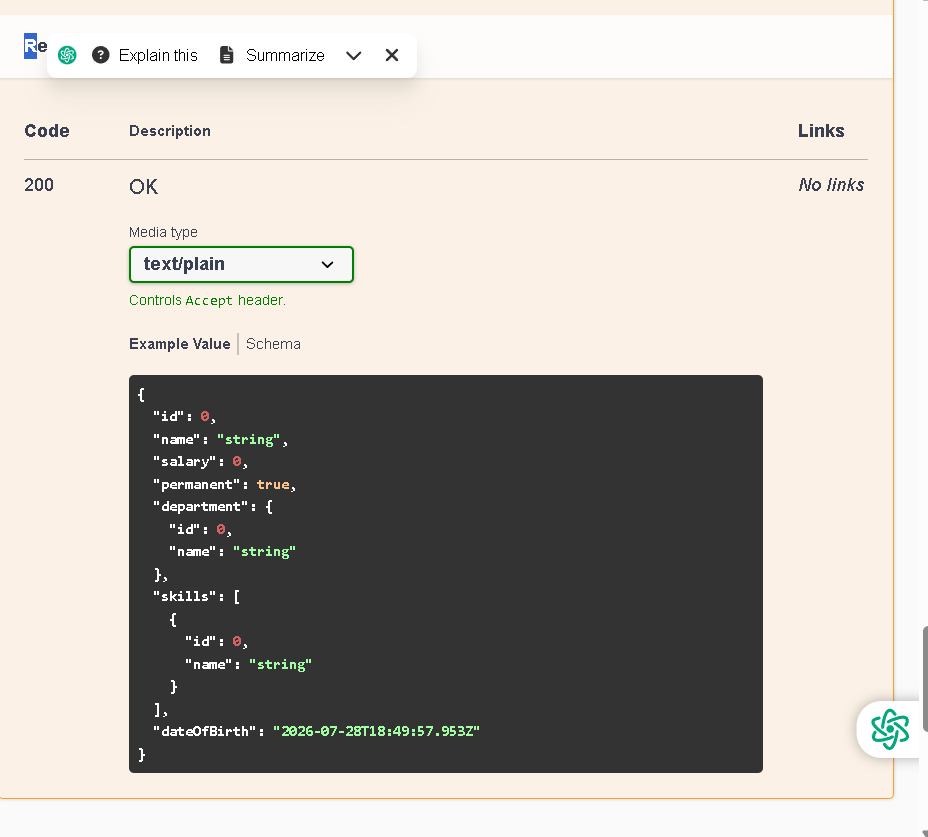 Re
Explain this Summarize
Code Description Links
200 OK No links
Media type
text/plain
Controls Accept header.
Example Value Schema
{
  "id": 0,
  "name": "string",
  "salary": 0,
  "permanent": true,
  "department": {
    "id": 0,
    "name": "string"
  },
  "skills": [
    {
      "id": 0,
      "name": "string"
    }
  ],
  "dateOfBirth": "2026-07-28T18:49:57.953Z"
}